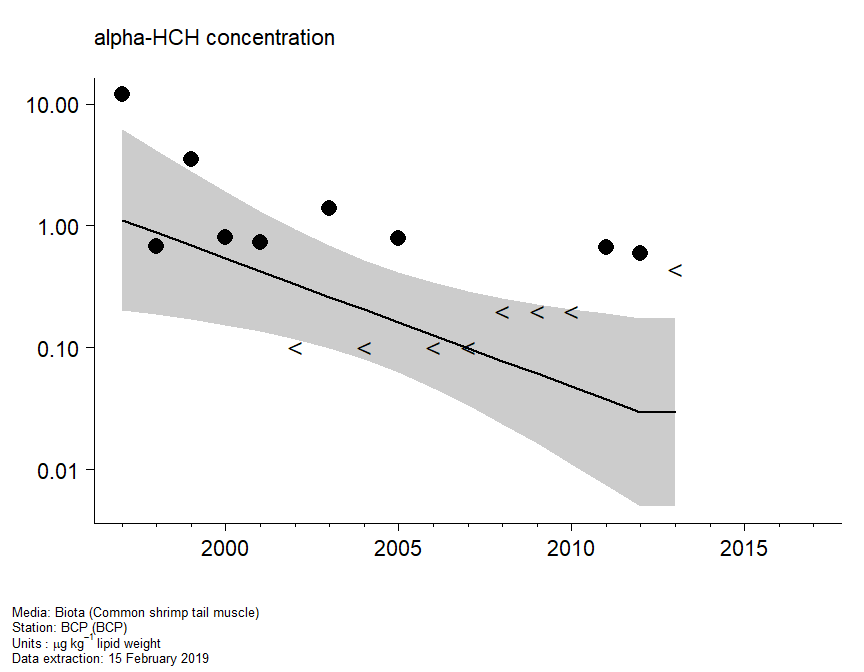 alpha-HCH concentration
10.00
1.00
0.10
0.01
< < < < < < < <
2000 2005 2010 2015
Media: Biota (Common shrimp tail muscle)
Station: BCP (BCP)
Units : μg kg⁻¹ lipid weight
Data extraction: 15 February 2019